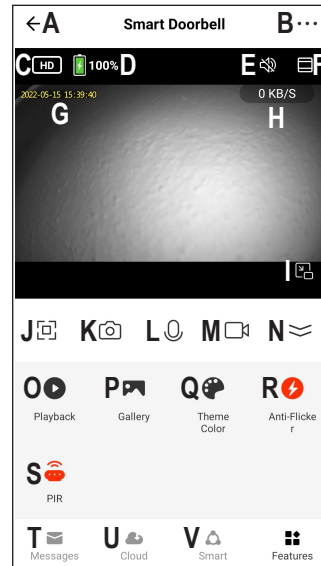 A Smart Doorbell B
C HD 100% D E F
2022-05-15 15:39:40 0 KB/S
G H
I
J K L M N
O P Q R
Playback Gallery Theme Color Anti-Flicke
r
S
PIR
T U V
Messages Cloud Smart Features